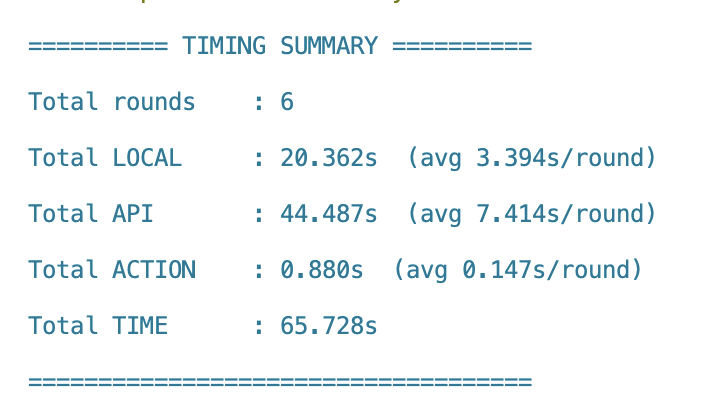 ========== TIMING SUMMARY ==========
Total rounds    : 6
Total LOCAL     : 20.362s  (avg 3.394s/round)
Total API       : 44.487s  (avg 7.414s/round)
Total ACTION    : 0.880s  (avg 0.147s/round)
Total TIME      : 65.728s
====================================